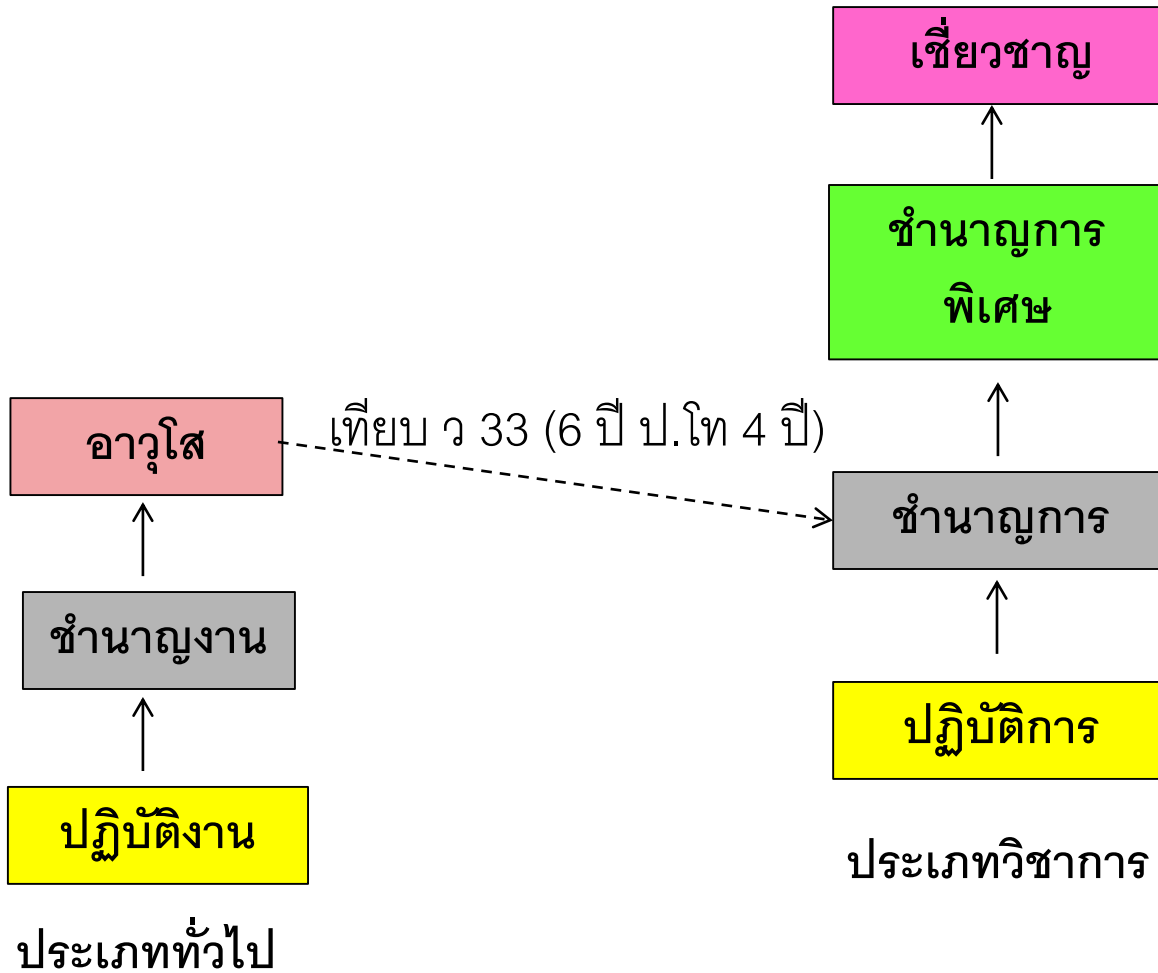 เชี่ยวชาญ
ชำนาญการ
พิเศษ
อาวุโส
เทียบ ว 33 (6 ปี ป.โท 4 ปี)
ชำนาญการ
ชำนาญงาน
ปฏิบัติการ
ปฏิบัติงาน
ประเภทวิชาการ
ประเภททั่วไป